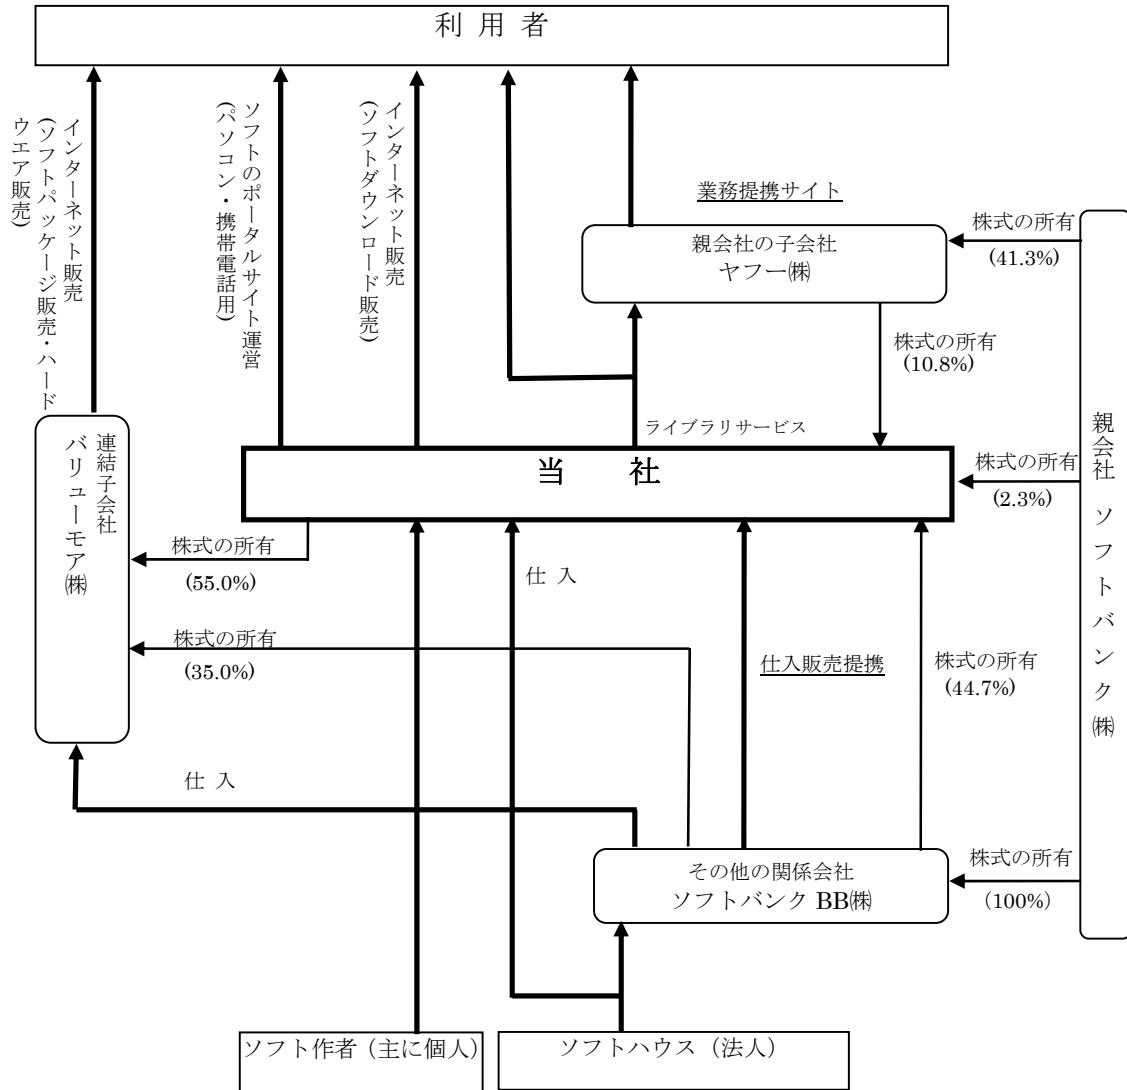 利 用 者
インターネット販売
(ソフトパッケージ販売・ハード
ウエア販売)
ソフトのポータルサイト運営
(パソコン・携帯電話用)
インターネット販売
(ソフトダウンロード販売)
業務提携サイト
親会社の子会社
ヤフー㈱
株式の所有
(41.3%)
株式の所有
(10.8%)
ライブラリサービス
当 社
株式の所有
(2.3%)
親会社 ソフトバンク㈱
連結子会社
バリューモア㈱
株式の所有
(55.0%)
仕 入
株式の所有
(35.0%)
仕入販売提携
株式の所有
(44.7%)
仕 入
その他の関係会社
ソフトバンク BB㈱
株式の所有
(100%)
ソフト作者（主に個人）
ソフトハウス（法人）